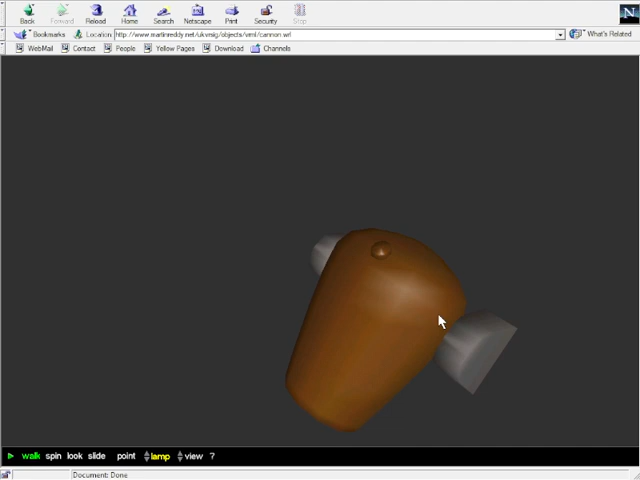 Back Forward Reload Home Search Netscape Print Security Stop
N
Bookmarks Location: http://www.martinreddy.net/ukvrsig/objects/vrml/cannon.wrl What's Related
WebMail Contact People Yellow Pages Download Channels
walk spin look slide point lamp view ?
Document: Done